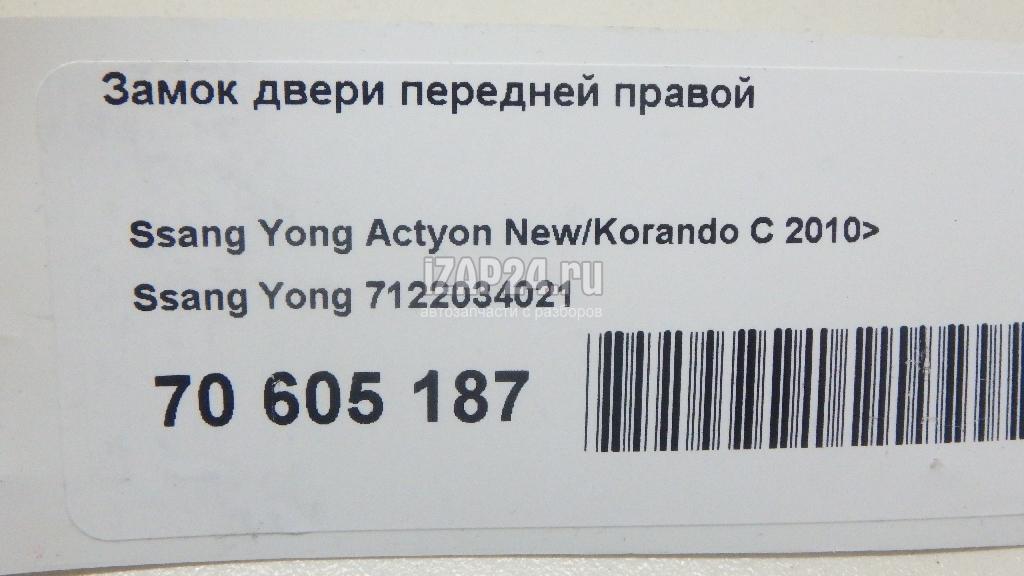 Замок двери передней правой
Ssang Yong Actyon New/Korando C 2010>
iZAP24.ru
Ssang Yong 7122034021
автозапчасти с разборов
70 605 187